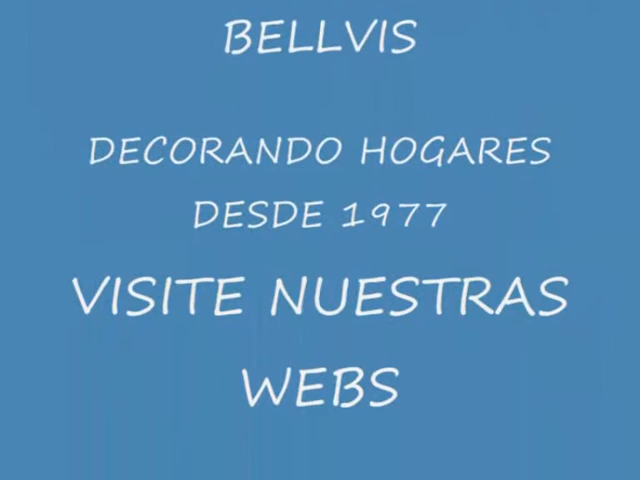 BELLVIS
DECORANDO HOGARES
DESDE 1977
VISITE NUESTRAS
WEBS